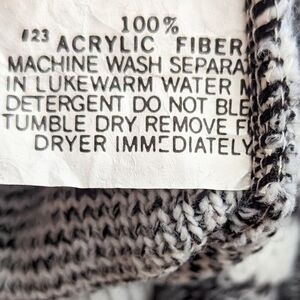 100%
#23 ACRYLIC FIBER
MACHINE WASH SEPARA
IN LUKEWARM WATER M
DETERGENT DO NOT BLE
TUMBLE DRY REMOVE F
DRYER IMMEDIATELY